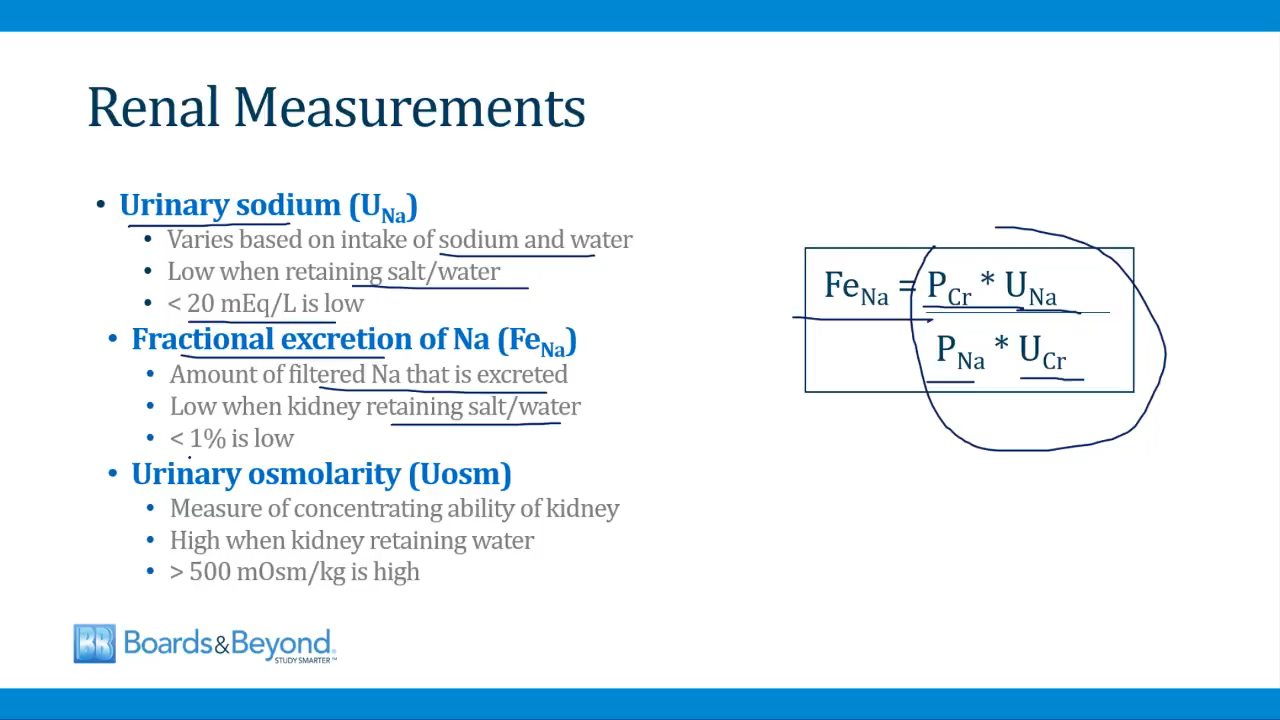 Renal Measurements
• Urinary sodium (UNa)
• Varies based on intake of sodium and water
• Low when retaining salt/water
• < 20 mEq/L is low
• Fractional excretion of Na (FeNa)
• Amount of filtered Na that is excreted
• Low when kidney retaining salt/water
• < 1% is low
• Urinary osmolarity (Uosm)
• Measure of concentrating ability of kidney
• High when kidney retaining water
• > 500 mOsm/kg is high
FeNa = PCr * UNa
PNa * UCr
BB Boards&Beyond.
STUDY SMARTER™